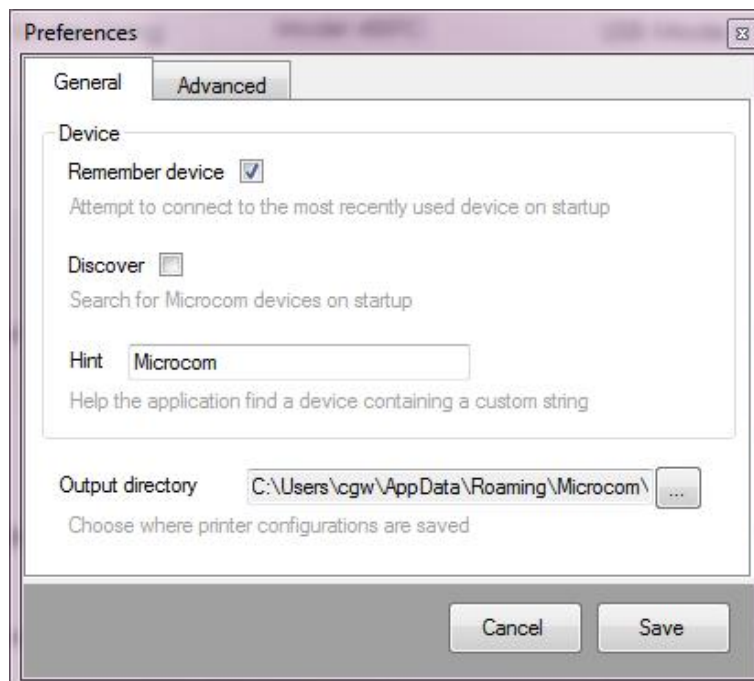 Preferences
General Advanced
Device
Remember device
Attempt to connect to the most recently used device on startup
Discover
Search for Microcom devices on startup
Hint Microcom
Help the application find a device containing a custom string
Output directory C:\Users\cgw\AppData\Roaming\Microcom\ ...
Choose where printer configurations are saved
Cancel Save